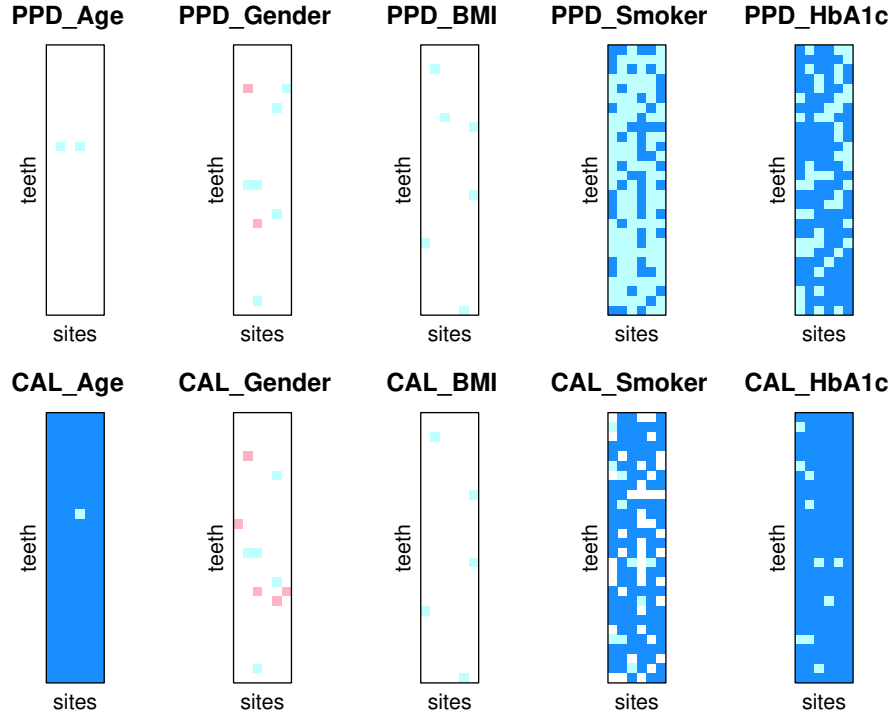 PPD_Age PPD_Gender PPD_BMI PPD_Smoker PPD_HbA1c
teeth teeth teeth teeth teeth
sites sites sites sites sites
CAL_Age CAL_Gender CAL_BMI CAL_Smoker CAL_HbA1c
teeth teeth teeth teeth teeth
sites sites sites sites sites